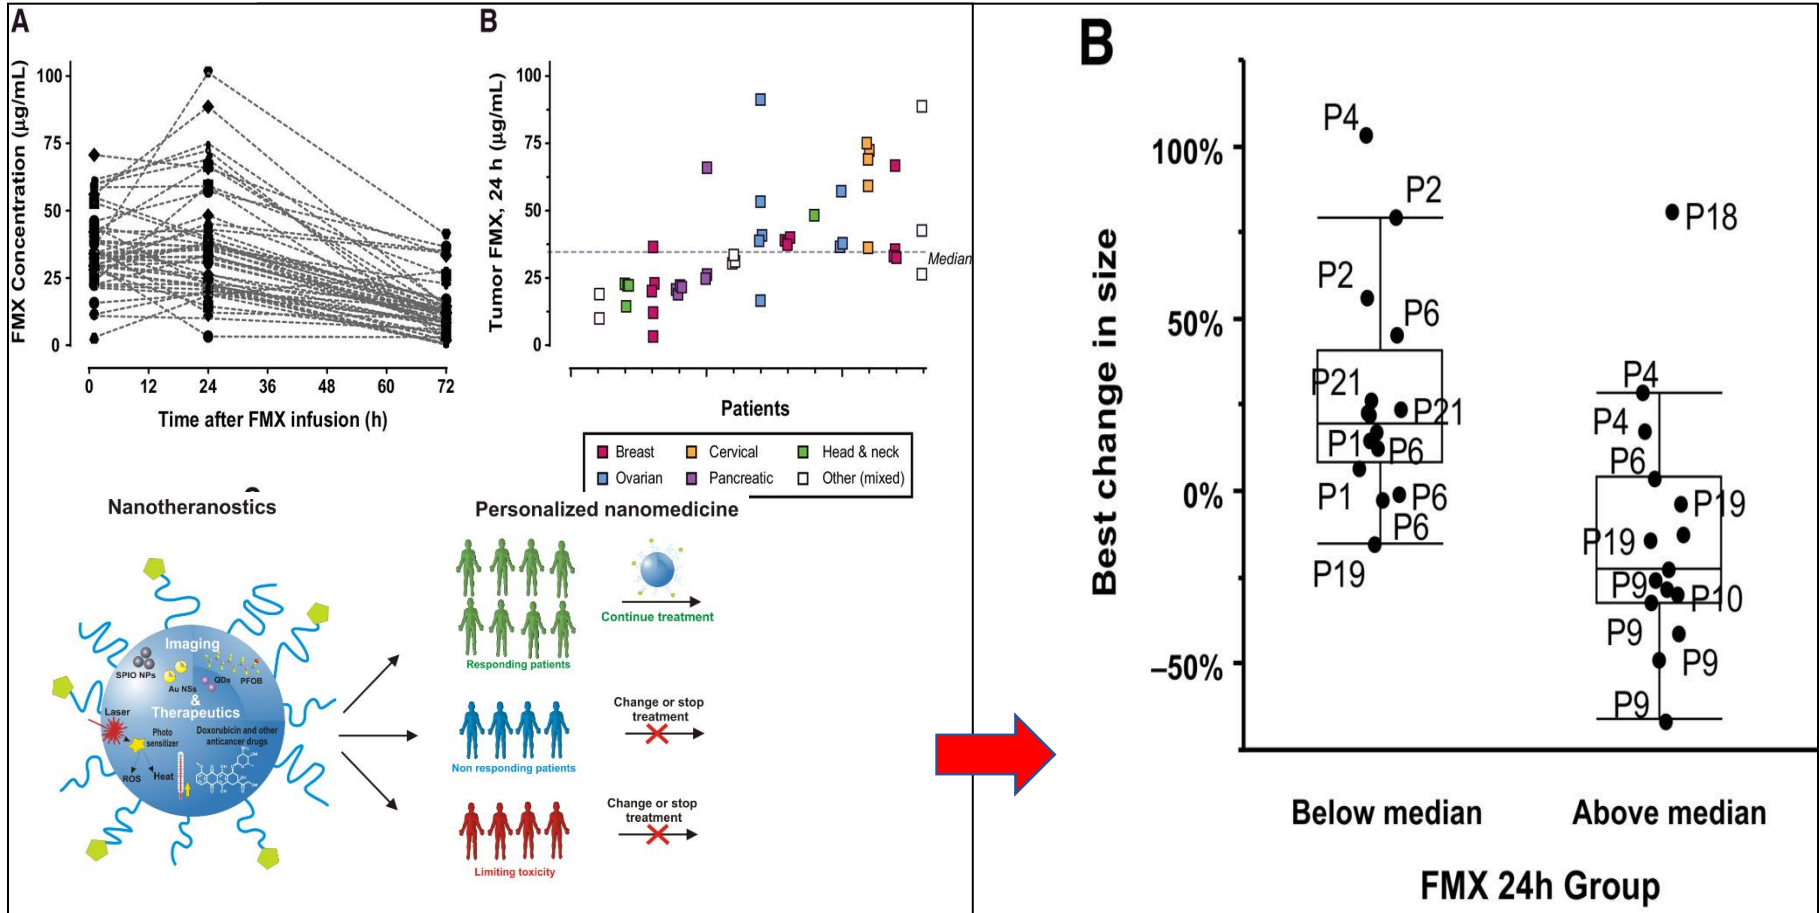 A
FMX Concentration (µg/mL)
100
75
50
25
0
0 12 24 36 48 60 72
Time after FMX infusion (h)
B
Tumor FMX, 24 h (µg/mL)
100
75
50
25
0
Median
Patients
Breast Cervical Head & neck
Ovarian Pancreatic Other (mixed)
Nanotheranostics
Imaging
SPIO NPs
Au NSs
QDs
PFOB
&
Therapeutics
Laser
Photo
sensitizer
Doxorubicin and other
anticancer drugs
ROS
Heat
Personalized nanomedicine
Continue treatment
Responding patients
Change or stop
treatment
Non responding patients
Change or stop
treatment
Limiting toxicity
B
Best change in size
100%
50%
0%
–50%
P4
P2
P2
P6
P21
P21
P1
P6
P1
P6
P6
P19
P18
P4
P4
P6
P19
P19
P9
P10
P9
P9
P9
Below median Above median
FMX 24h Group